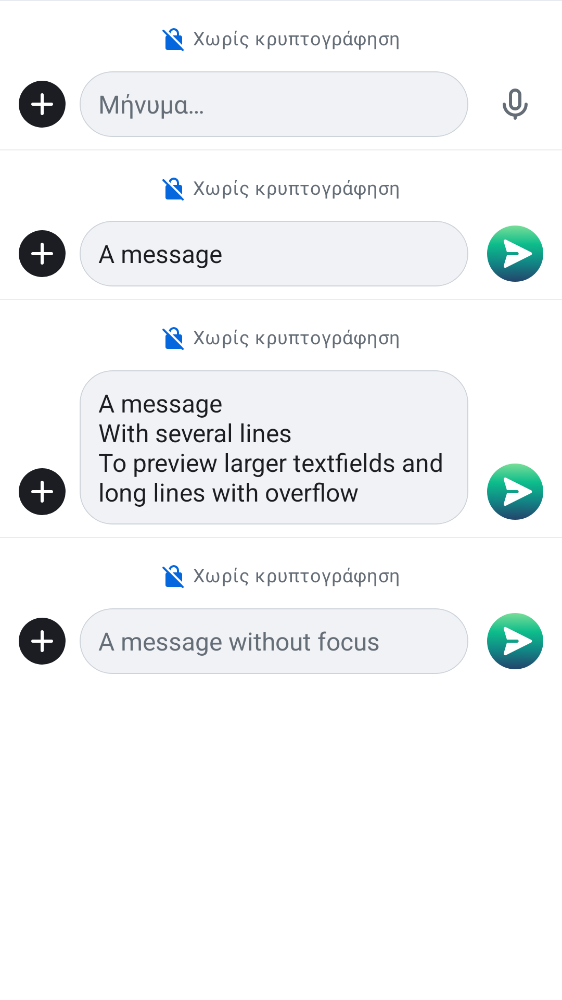 Χωρίς κρυπτογράφηση
Μήνυμα…
Χωρίς κρυπτογράφηση
A message
Χωρίς κρυπτογράφηση
A message
With several lines
To preview larger textfields and
long lines with overflow
Χωρίς κρυπτογράφηση
A message without focus